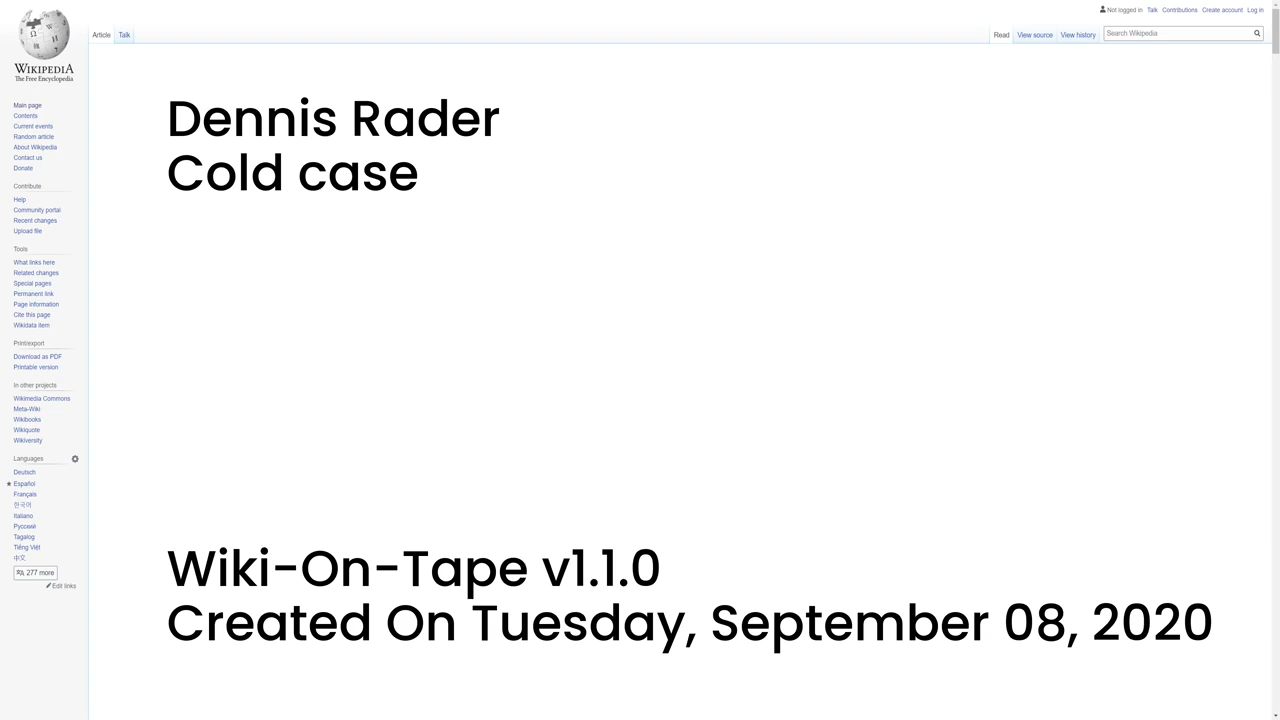 Not logged in Talk Contributions Create account Log in
Article Talk Read View source View history Search Wikipedia
WIKIPEDIA
The Free Encyclopedia
Main page
Contents
Current events
Random article
About Wikipedia
Contact us
Donate
Contribute
Help
Community portal
Recent changes
Upload file
Tools
What links here
Related changes
Special pages
Permanent link
Page information
Cite this page
Wikidata item
Print/export
Download as PDF
Printable version
In other projects
Wikimedia Commons
Meta-Wiki
Wikibooks
Wikiquote
Wikiversity
Languages
Deutsch
Español
Français
한국어
Italiano
Русский
Tagalog
Tiếng Việt
中文
277 more
Edit links
Dennis Rader
Cold case
Wiki-On-Tape v1.1.0
Created On Tuesday, September 08, 2020